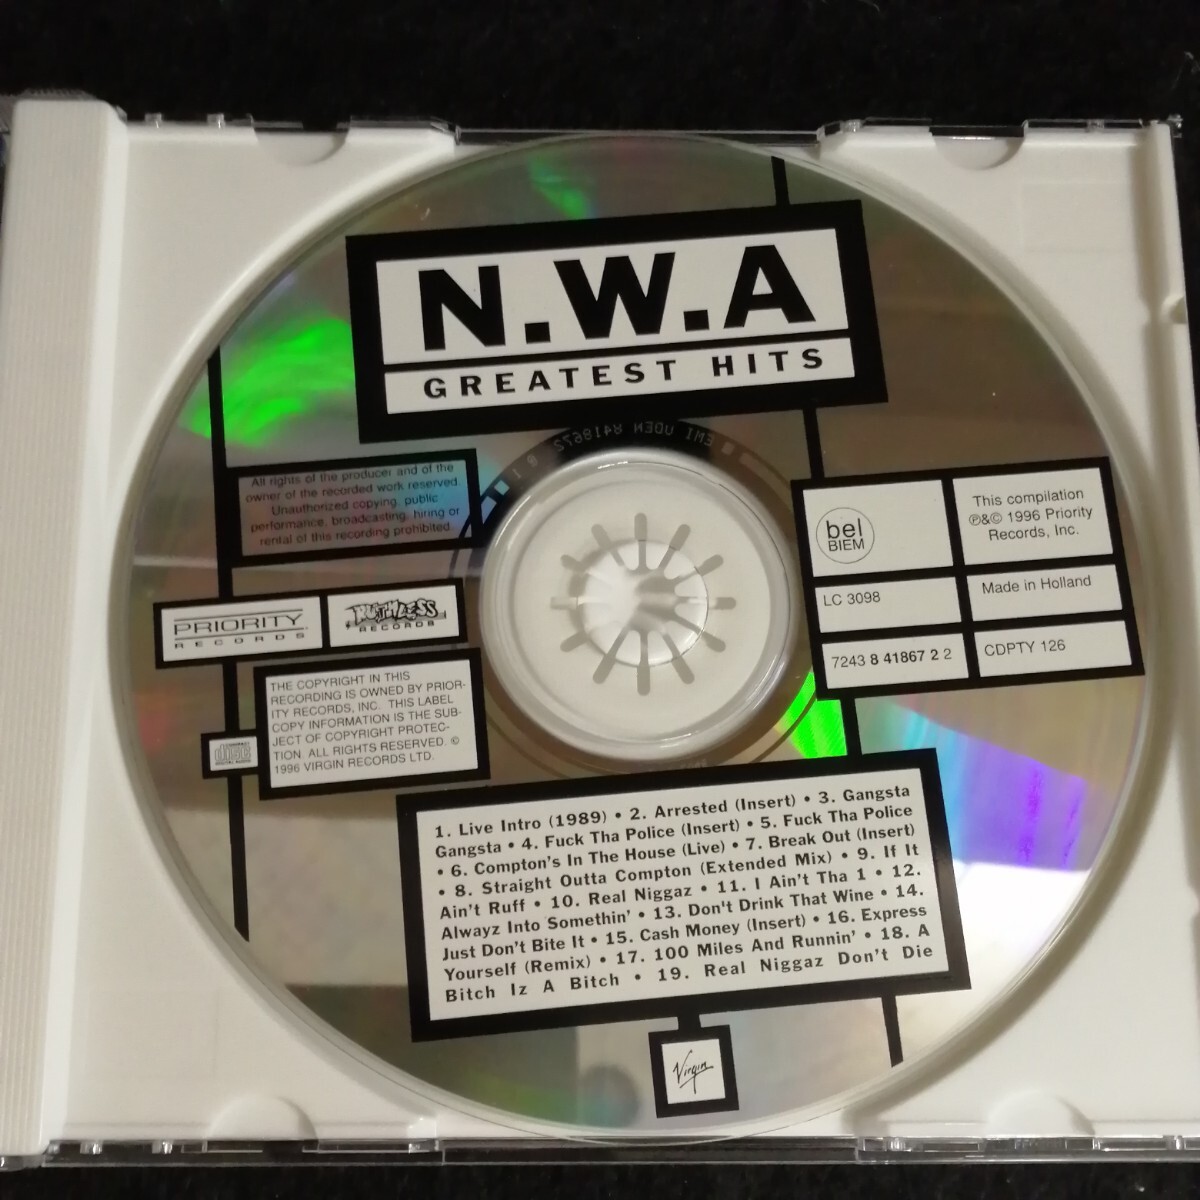 N.W.A
GREATEST HITS
EMI UDEN 8418672
All rights of the producer and of the
owner of the recorded work reserved
Unauthorized copying, public
performance, broadcasting, hiring or
rental of this recording prohibited.
bel
BIEM
This compilation
℗&© 1996 Priority
Records, Inc.
LC 3098
Made in Holland
7243 8 41867 2 2
CDPTY 126
PRIORITY
RECORDS
RUTHLESS
RECORDS
THE COPYRIGHT IN THIS
RECORDING IS OWNED BY PRIOR-
ITY RECORDS, INC. THIS LABEL
COPY INFORMATION IS THE SUB-
JECT OF COPYRIGHT PROTEC-
TION. ALL RIGHTS RESERVED. ©
1996 VIRGIN RECORDS LTD.
COMPACT
disc
DIGITAL AUDIO
1. Live Intro (1989) • 2. Arrested (Insert) • 3. Gangsta
Gangsta • 4. Fuck Tha Police (Insert) • 5. Fuck Tha Police
• 6. Compton's In The House (Live) • 7. Break Out (Insert)
• 8. Straight Outta Compton (Extended Mix) • 9. If It
Ain't Ruff • 10. Real Niggaz • 11. I Ain't Tha 1 • 12.
Alwayz Into Somethin' • 13. Don't Drink That Wine • 14.
Just Don't Bite It • 15. Cash Money (Insert) • 16. Express
Yourself (Remix) • 17. 100 Miles And Runnin' • 18. A
Bitch Iz A Bitch • 19. Real Niggaz Don't Die
Virgin